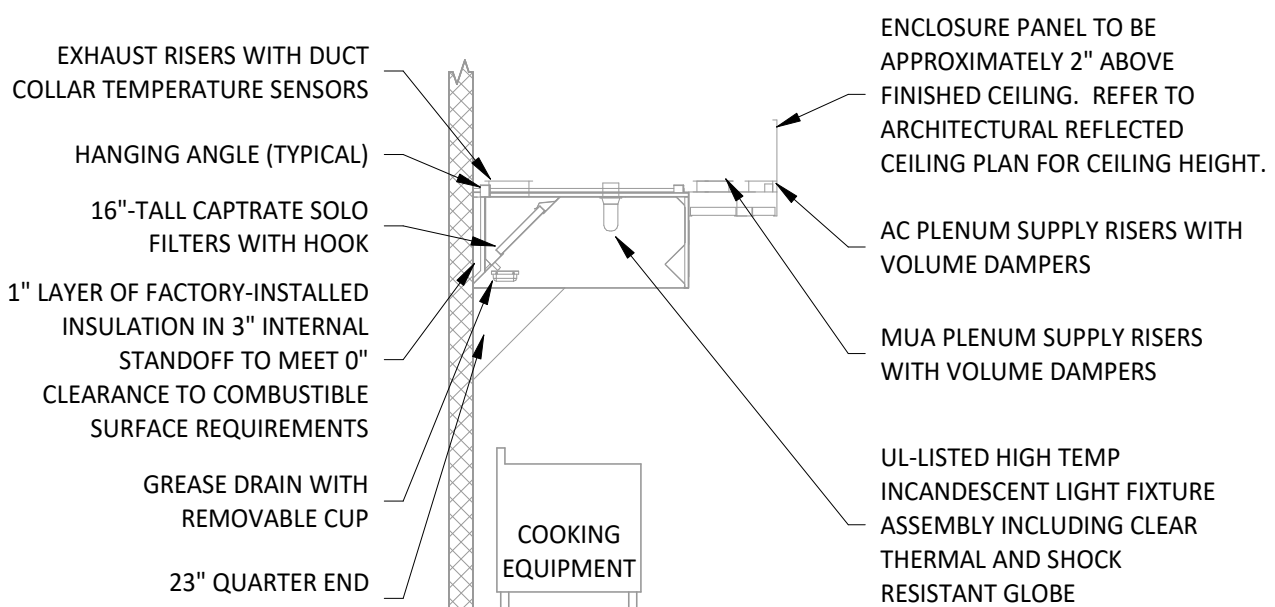 EXHAUST RISERS WITH DUCT
COLLAR TEMPERATURE SENSORS
HANGING ANGLE (TYPICAL)
16"-TALL CAPTRATE SOLO
FILTERS WITH HOOK
1" LAYER OF FACTORY-INSTALLED
INSULATION IN 3" INTERNAL
STANDOFF TO MEET 0"
CLEARANCE TO COMBUSTIBLE
SURFACE REQUIREMENTS
GREASE DRAIN WITH
REMOVABLE CUP
23" QUARTER END
COOKING
EQUIPMENT
ENCLOSURE PANEL TO BE
APPROXIMATELY 2" ABOVE
FINISHED CEILING.  REFER TO
ARCHITECTURAL REFLECTED
CEILING PLAN FOR CEILING HEIGHT.
AC PLENUM SUPPLY RISERS WITH
VOLUME DAMPERS
MUA PLENUM SUPPLY RISERS
WITH VOLUME DAMPERS
UL-LISTED HIGH TEMP
INCANDESCENT LIGHT FIXTURE
ASSEMBLY INCLUDING CLEAR
THERMAL AND SHOCK
RESISTANT GLOBE